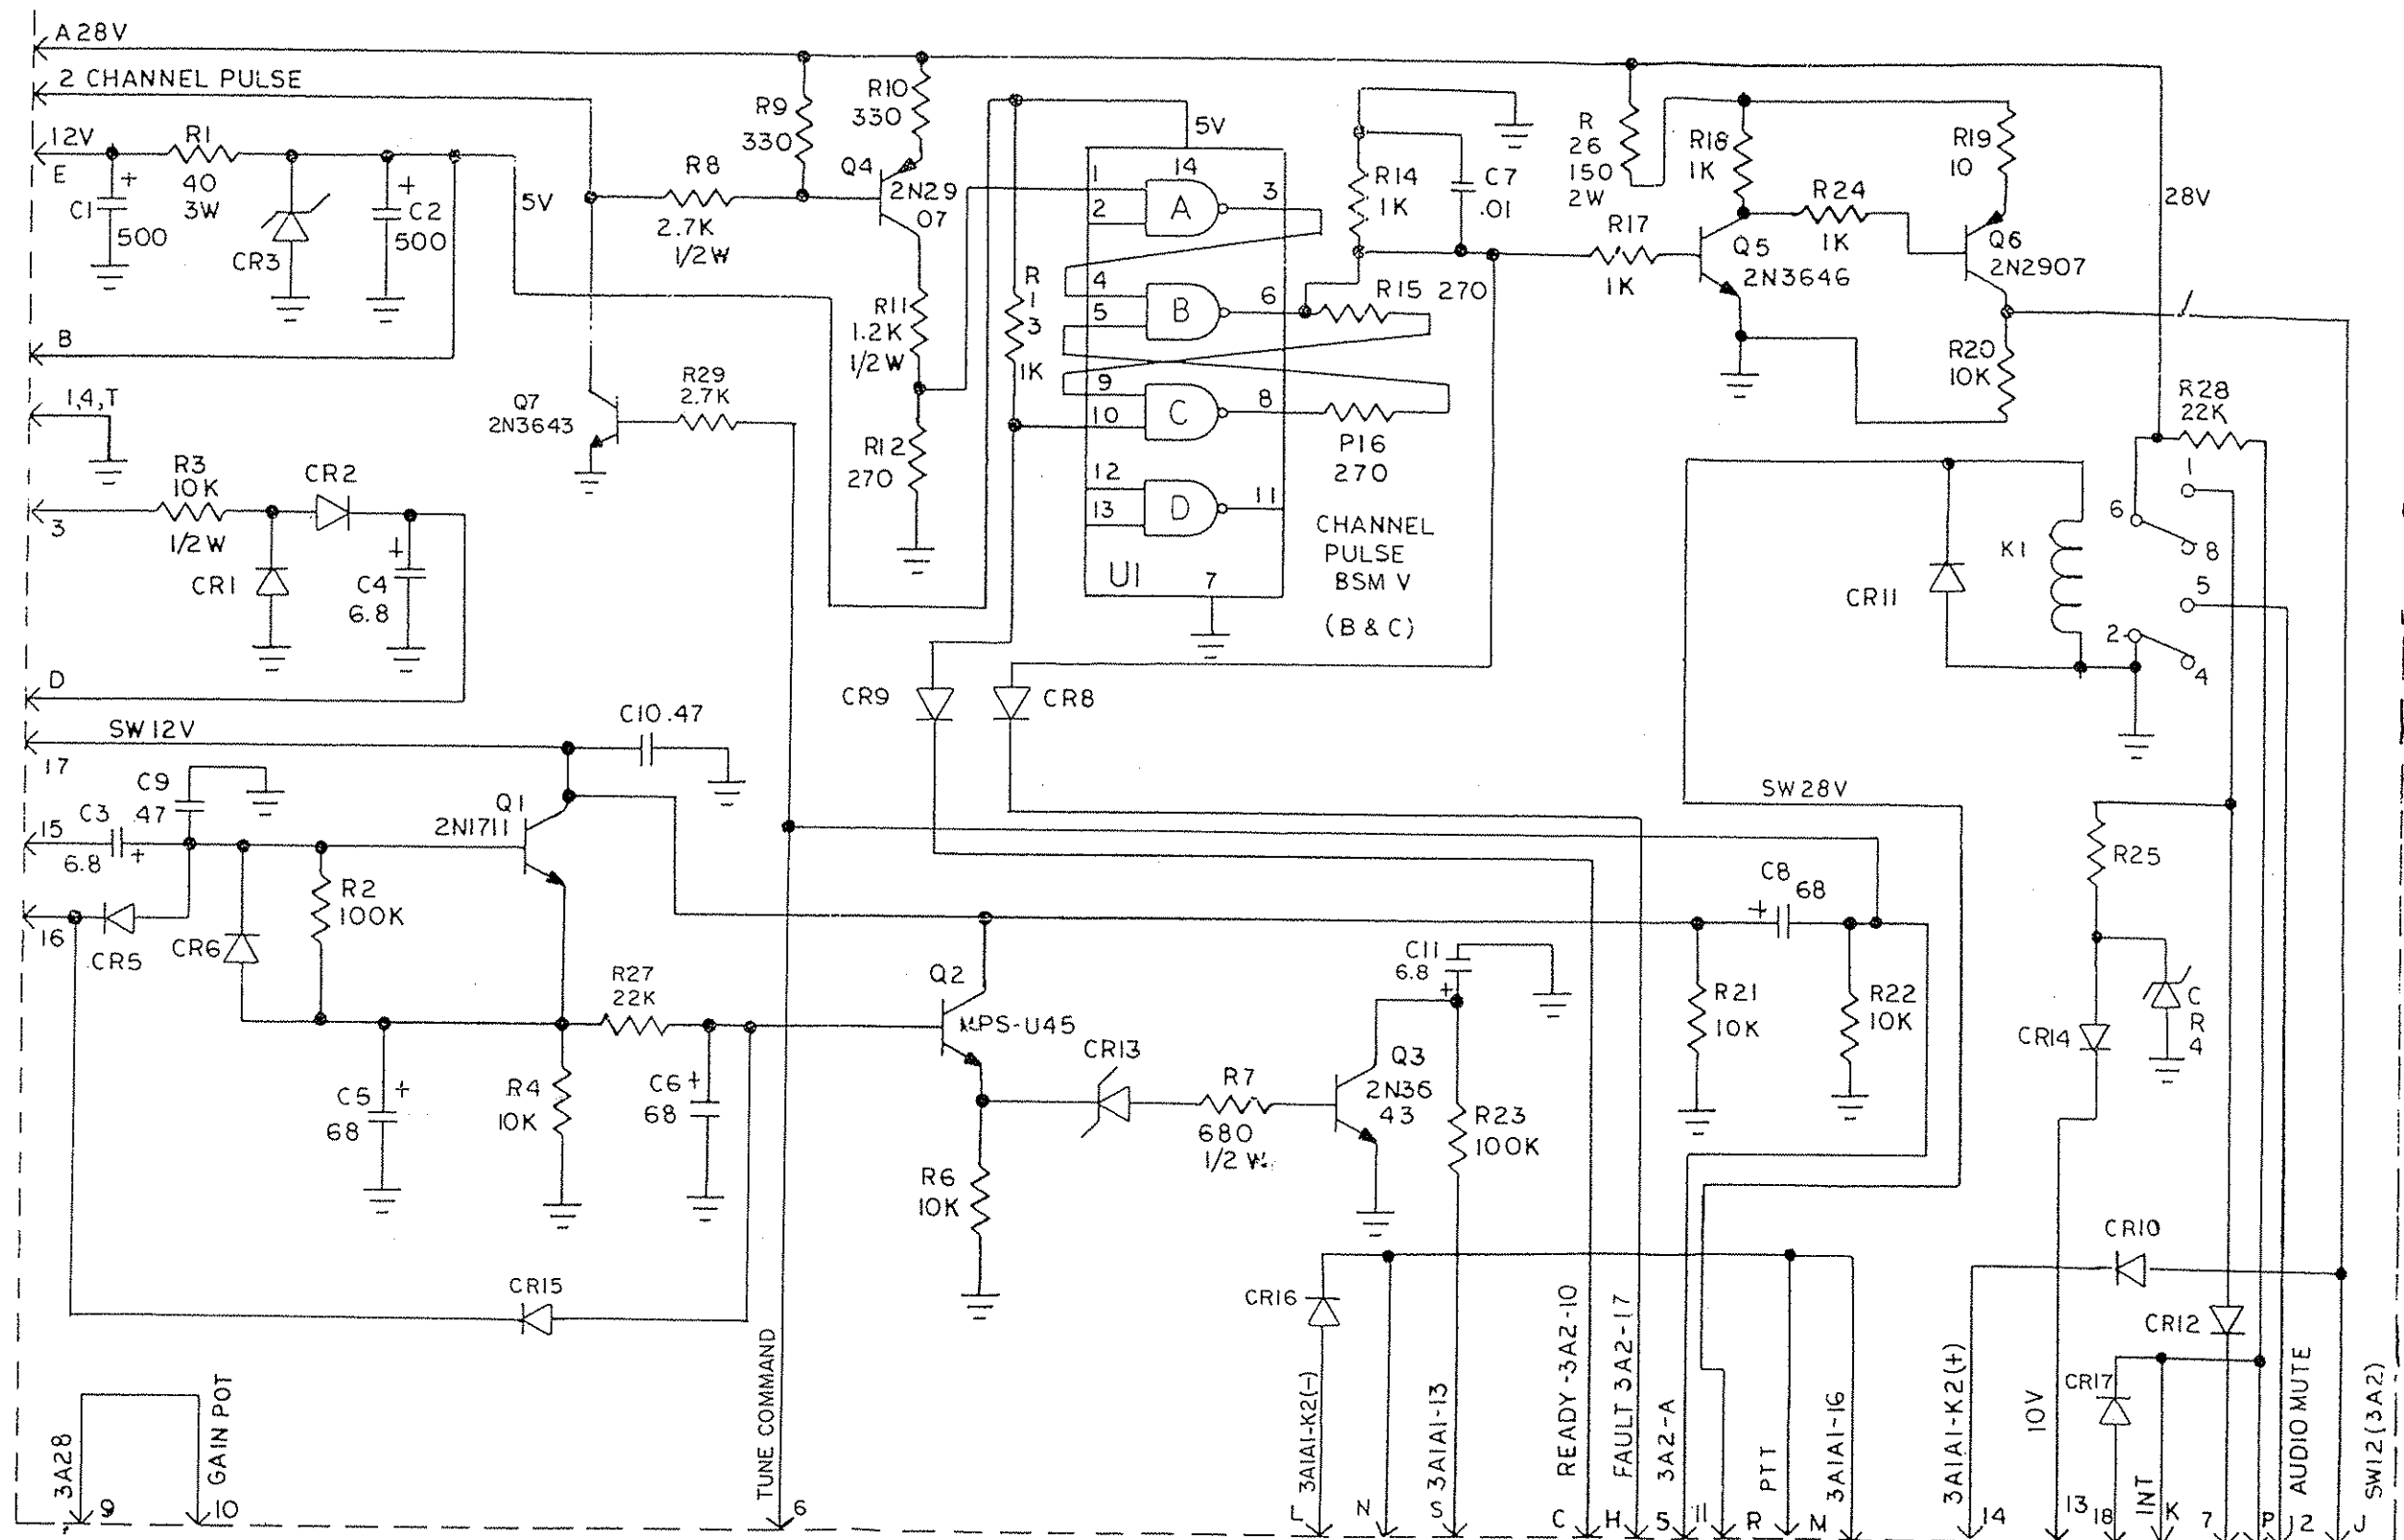 A28V
2 CHANNEL PULSE
12V
E
R1
40
3W
C1
+
500
CR3
+
C2
500
5V
B
1,4,T
R3
10K
1/2W
CR2
3
CR1
+
C4
6.8
D
R8
2.7K
1/2W
R9
330
R10
330
Q4
2N29
07
R11
1.2K
1/2W
R12
270
Q7
2N3643
R29
2.7K
R
1
3
1K
5V
14
1
2
A
3
4
5
B
6
9
10
C
8
12
13
D
11
U1
7
R14
1K
C7
.01
R15 270
P16
270
CHANNEL
PULSE
BSM V
(B & C)
R
26
150
2W
R17
1K
R18
1K
Q5
2N3646
R24
1K
R19
10
Q6
2N2907
R20
10K
28V
R28
22K
1
6
8
5
2
4
K1
CR11
CR9
CR8
SW12V
17
C10 .47
C9
.47
15
C3
6.8
+
Q1
2N1711
16
CR5
CR6
R2
100K
R27
22K
C5
+
68
R4
10K
C6
+
68
CR15
Q2
MPS-U45
CR13
R7
680
1/2 W
R6
10K
Q3
2N36
43
C11
6.8
+
R23
100K
C8
68
+
R21
10K
R22
10K
SW28V
R25
CR14
C
R
4
CR10
CR12
CR16
CR17
3A28
9
GAIN POT
10
TUNE COMMAND
6
3A1A1-K2(-)
L
N
3A1A1-13
S
READY-3A2-10
C
FAULT 3A2-17
H
3A2-A
5
11
R
PTT
M
3A1A1-16
3A1A1-K2(+)
14
10V
13
18
INT
K
7
P
12
AUDIO MUTE
J
SW12(3A2)